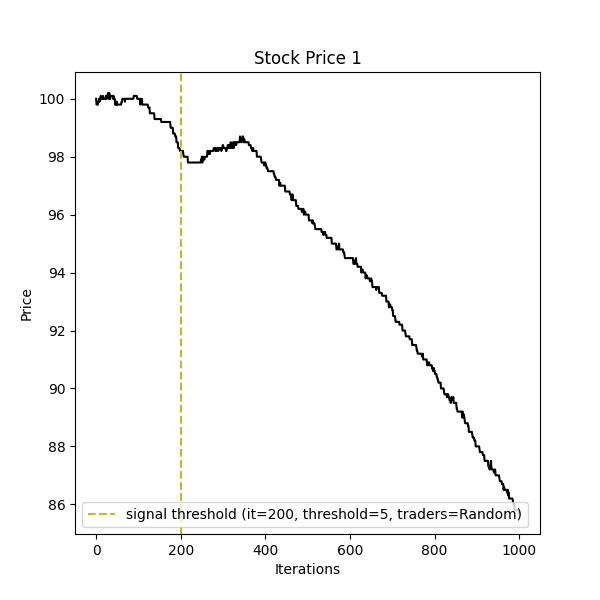 Stock Price 1
Price
100
98
96
94
92
90
88
86
signal threshold (it=200, threshold=5, traders=Random)
0 200 400 600 800 1000
Iterations